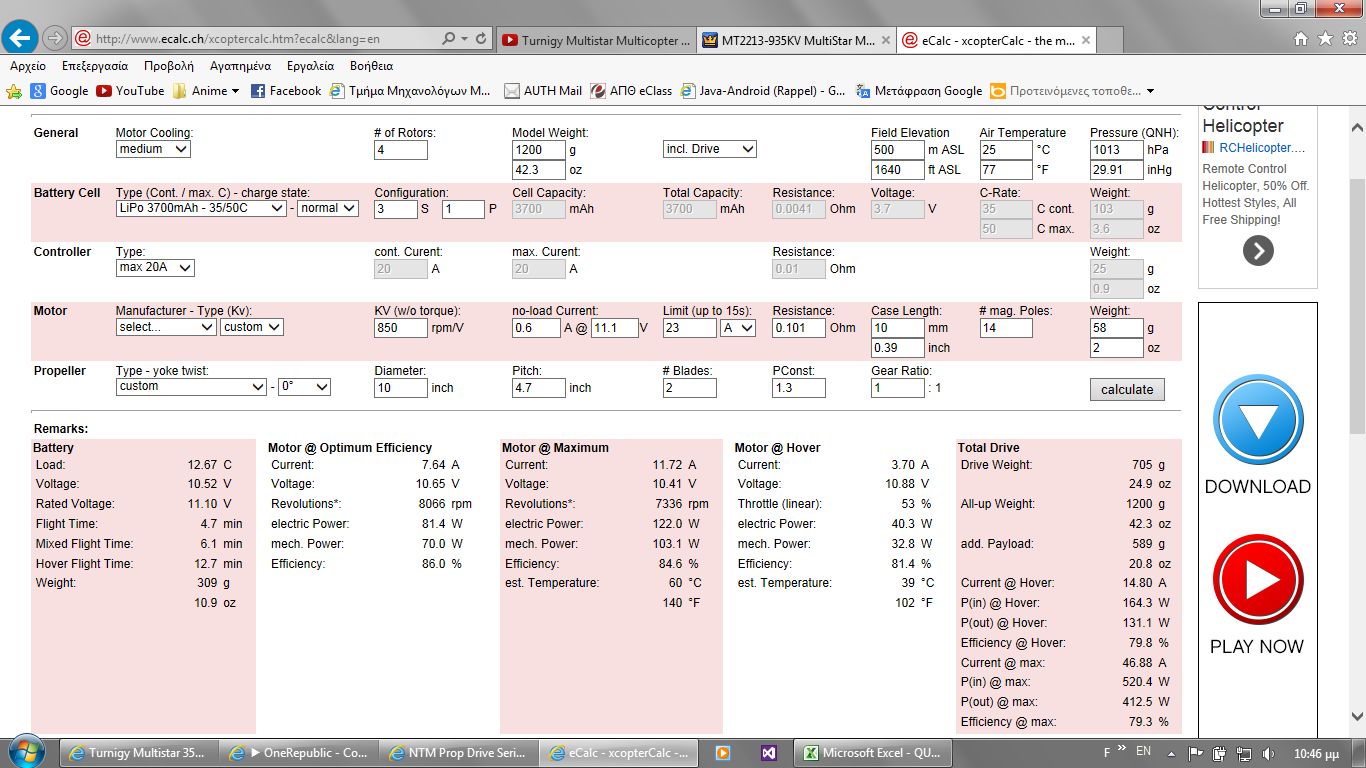 http://www.ecalc.ch/xcoptercalc.htm?ecalc&lang=en
Turnigy Multistar Multicopter ...
MT2213-935KV MultiStar M...
eCalc - xcopterCalc - the m...
Αρχείο Επεξεργασία Προβολή Αγαπημένα Εργαλεία Βοήθεια
Google YouTube Anime Facebook Τμήμα Μηχανολόγων Μ... AUTH Mail ΑΠΘ eClass Java-Android (Rappel) - G... Μετάφραση Google Προτεινόμενες τοποθε...
General Motor Cooling: # of Rotors: Model Weight: Field Elevation Air Temperature Pressure (QNH):
medium 4 1200 g incl. Drive 500 m ASL 25 °C 1013 hPa
42.3 oz 1640 ft ASL 77 °F 29.91 inHg
Battery Cell Type (Cont. / max. C) - charge state: Configuration: Cell Capacity: Total Capacity: Resistance: Voltage: C-Rate: Weight:
LiPo 3700mAh - 35/50C - normal 3 S 1 P 3700 mAh 3700 mAh 0.0041 Ohm 3.7 V 35 C cont. 103 g
50 C max. 3.6 oz
Controller Type: cont. Curent: max. Curent: Resistance: Weight:
max 20A 20 A 20 A 0.01 Ohm 25 g
0.9 oz
Motor Manufacturer - Type (Kv): KV (w/o torque): no-load Current: Limit (up to 15s): Resistance: Case Length: # mag. Poles: Weight:
select... custom 850 rpm/V 0.6 A @ 11.1 V 23 A 0.101 Ohm 10 mm 14 58 g
0.39 inch 2 oz
Propeller Type - yoke twist: Diameter: Pitch: # Blades: PConst: Gear Ratio:
custom - 0° 10 inch 4.7 inch 2 1.3 1 : 1 calculate
Remarks:
Battery
Load: 12.67 C
Voltage: 10.52 V
Rated Voltage: 11.10 V
Flight Time: 4.7 min
Mixed Flight Time: 6.1 min
Hover Flight Time: 12.7 min
Weight: 309 g
10.9 oz
Motor @ Optimum Efficiency
Current: 7.64 A
Voltage: 10.65 V
Revolutions*: 8066 rpm
electric Power: 81.4 W
mech. Power: 70.0 W
Efficiency: 86.0 %
Motor @ Maximum
Current: 11.72 A
Voltage: 10.41 V
Revolutions*: 7336 rpm
electric Power: 122.0 W
mech. Power: 103.1 W
Efficiency: 84.6 %
est. Temperature: 60 °C
140 °F
Motor @ Hover
Current: 3.70 A
Voltage: 10.88 V
Throttle (linear): 53 %
electric Power: 40.3 W
mech. Power: 32.8 W
Efficiency: 81.4 %
est. Temperature: 39 °C
102 °F
Total Drive
Drive Weight: 705 g
24.9 oz
All-up Weight: 1200 g
42.3 oz
add. Payload: 589 g
20.8 oz
Current @ Hover: 14.80 A
P(in) @ Hover: 164.3 W
P(out) @ Hover: 131.1 W
Efficiency @ Hover: 79.8 %
Current @ max: 46.88 A
P(in) @ max: 520.4 W
P(out) @ max: 412.5 W
Efficiency @ max: 79.3 %
Control
Helicopter
RCHelicopter....
Remote Control
Helicopter, 50% Off.
Hottest Styles, All
Free Shipping!
DOWNLOAD
PLAY NOW
Turnigy Multistar 35...
OneRepublic - Co...
NTM Prop Drive Seri...
eCalc - xcopterCalc -...
Microsoft Excel - QU...
F » EN 10:46 μμ